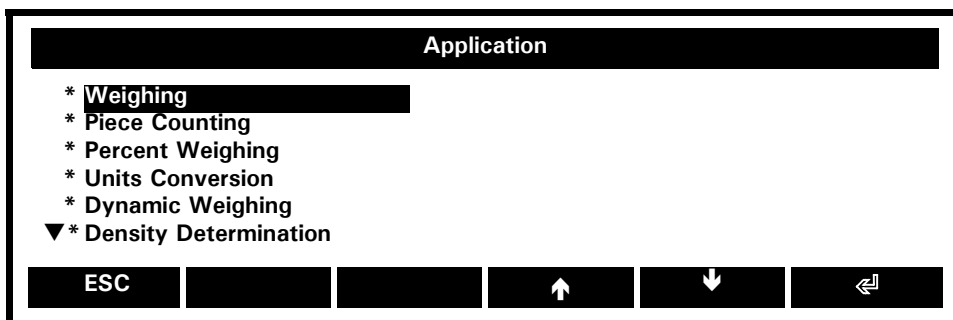 Application
* Weighing
* Piece Counting
* Percent Weighing
* Units Conversion
* Dynamic Weighing
▼* Density Determination
ESC ↑ ↓ ↵